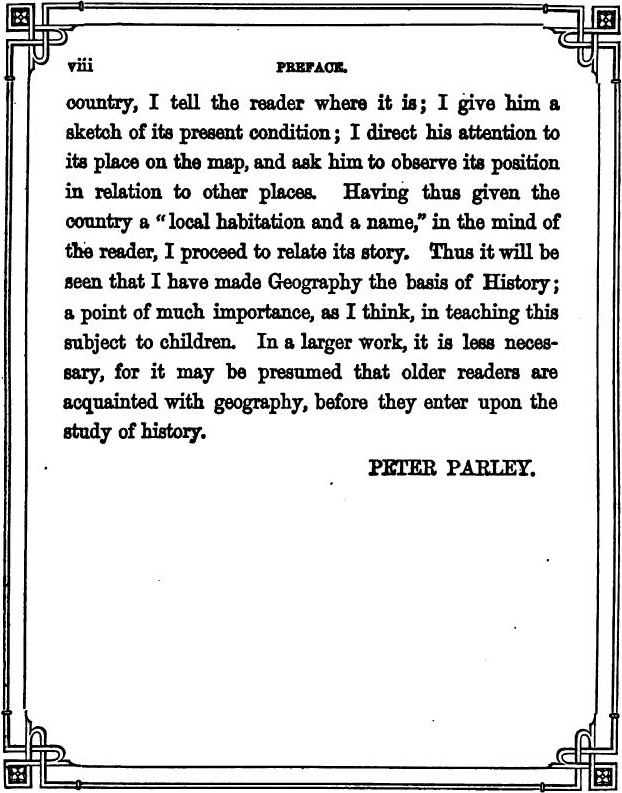 viii
PREFACE.
country, I tell the reader where it is; I give him a
sketch of its present condition; I direct his attention to
its place on the map, and ask him to observe its position
in relation to other places. Having thus given the
country a "local habitation and a name," in the mind of
the reader, I proceed to relate its story. Thus it will be
seen that I have made Geography the basis of History;
a point of much importance, as I think, in teaching this
subject to children. In a larger work, it is less neces-
sary, for it may be presumed that older readers are
acquainted with geography, before they enter upon the
study of history.
PETER PARLEY.